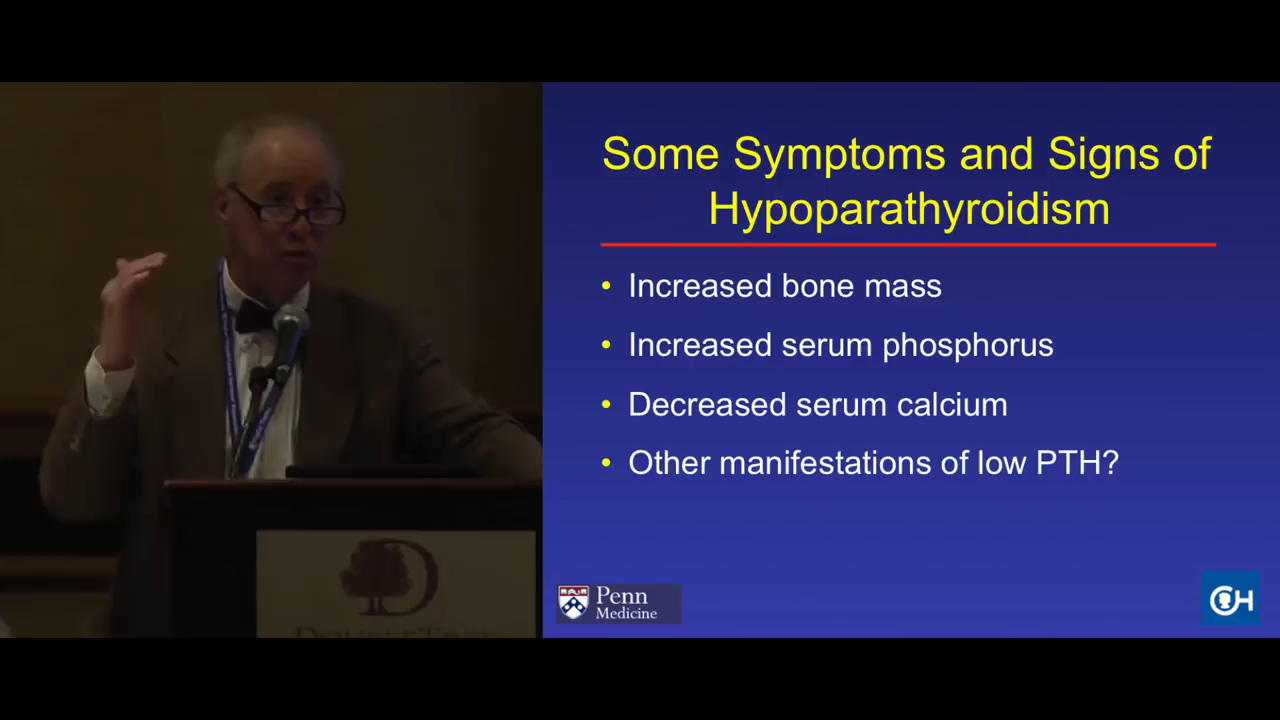 Some Symptoms and Signs of
Hypoparathyroidism
• Increased bone mass
• Increased serum phosphorus
• Decreased serum calcium
• Other manifestations of low PTH?
Penn
Medicine
DOUBLETREE